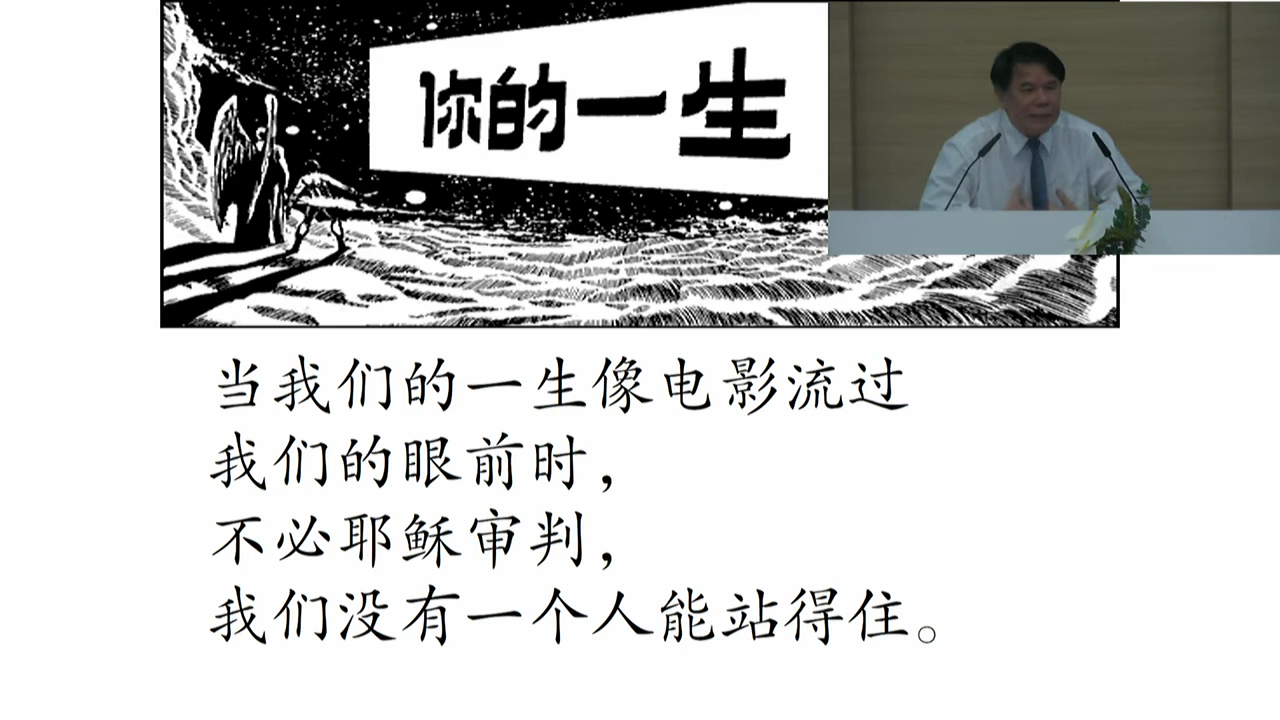 你的一生
当我们的一生像电影流过
我们的眼前时，
不必耶稣审判，
我们没有一个人能站得住。